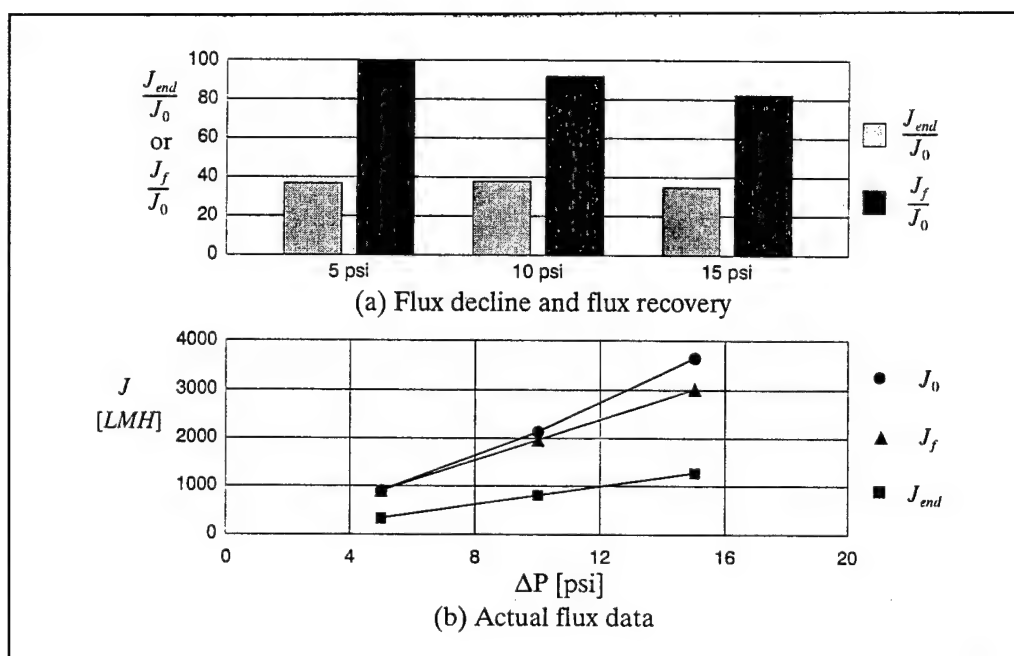 100
80
60
40
20
0
J_end
J_0
or
J_f
J_0
J_end
J_0
J_f
J_0
5 psi 10 psi 15 psi
(a) Flux decline and flux recovery
4000
3000
2000
1000
0
J
[LMH]
J_0
J_f
J_end
0 4 8 12 16 20
ΔP [psi]
(b) Actual flux data